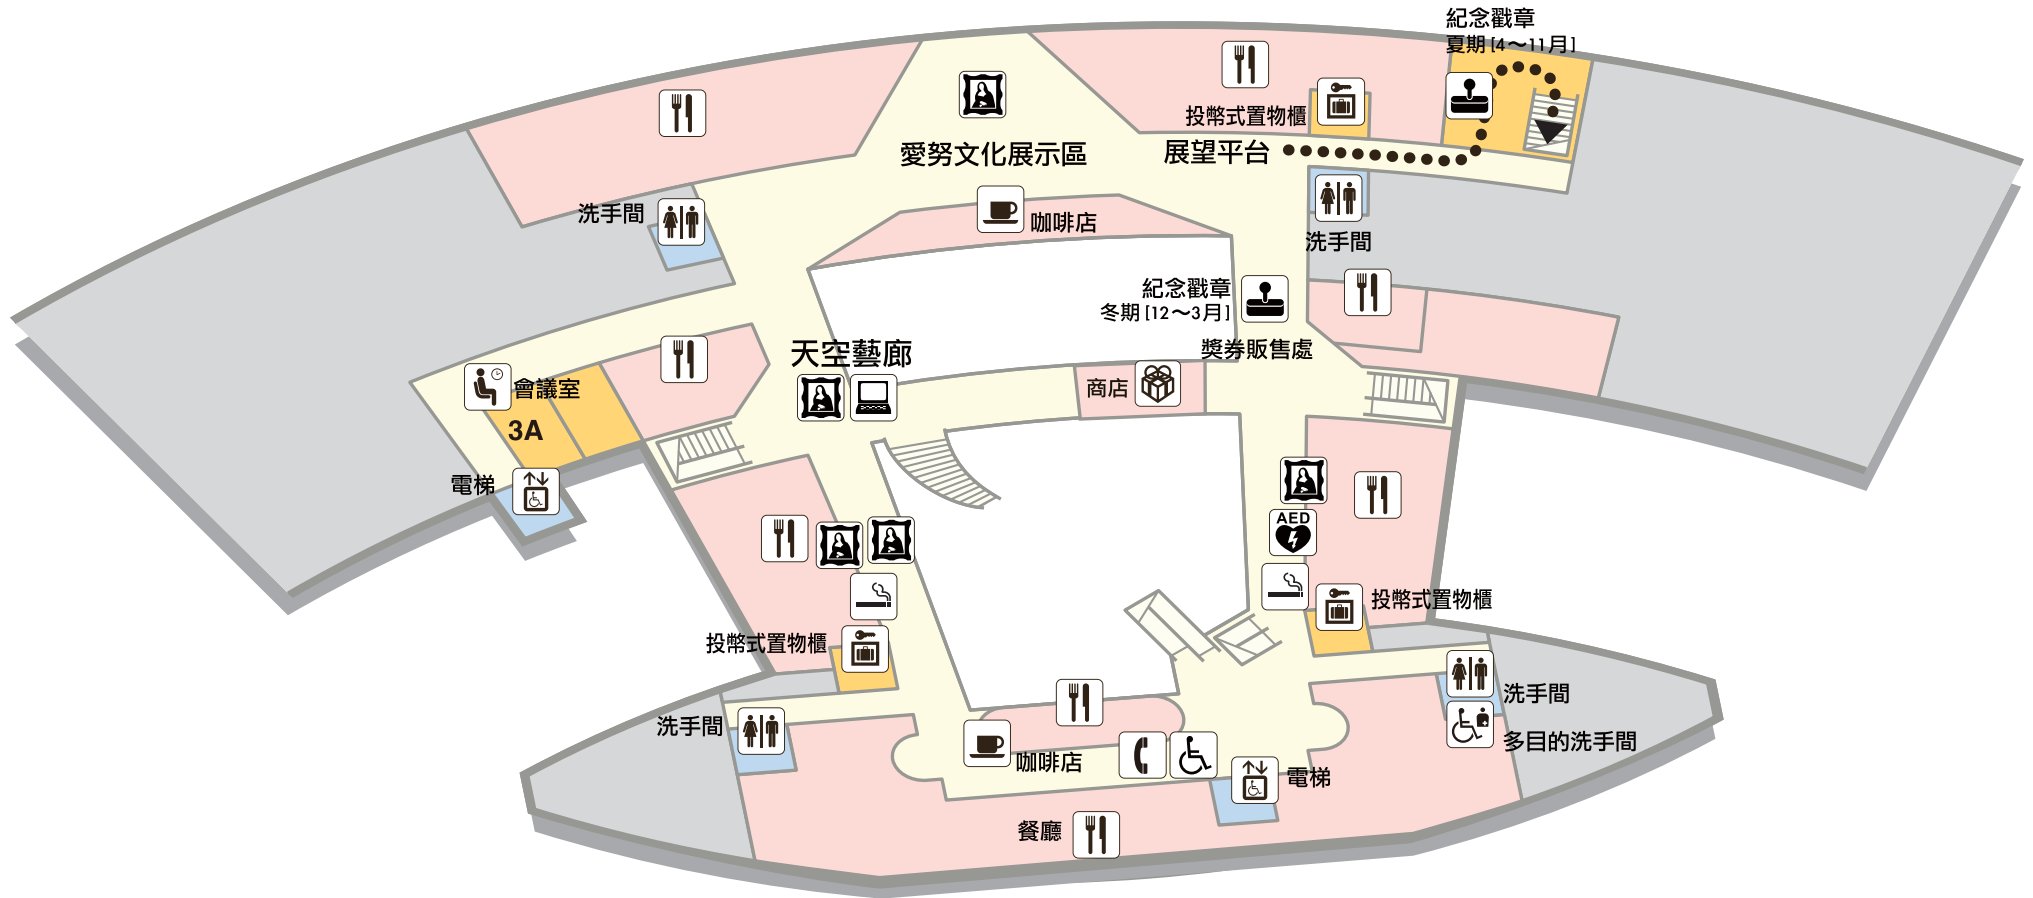 紀念戳章
夏期 [4～11月]
投幣式置物櫃
愛努文化展示區
展望平台
洗手間
咖啡店
洗手間
紀念戳章
冬期 [12～3月]
天空藝廊
獎券販售處
會議室
3A
商店
電梯
AED
投幣式置物櫃
投幣式置物櫃
洗手間
洗手間
多目的洗手間
咖啡店
電梯
餐廳